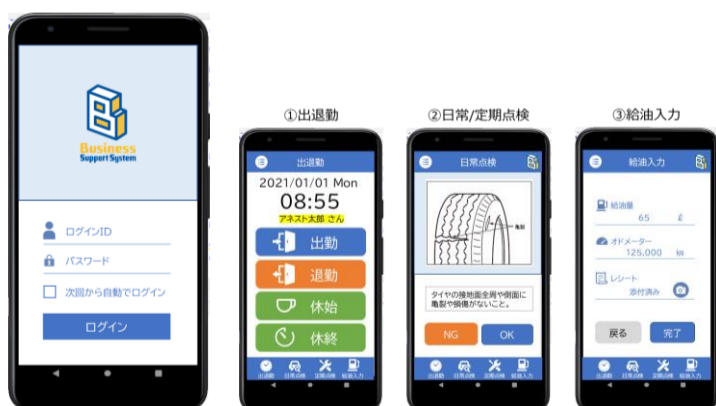 Business
Support System
ログインID
パスワード
次回から自動でログイン
ログイン
①出退勤
出退勤
2021/01/01 Mon
08:55
アネスト太郎 さん
出勤
退勤
休始
休終
出退勤 日常点検 定期点検 給油入力
②日常/定期点検
日常点検
亀裂
タイヤの接地面全周や側面に
亀裂や損傷がないこと。
NG OK
出退勤 日常点検 定期点検 給油入力
③給油入力
給油入力
給油量
65 ℓ
オドメーター
125,000 km
レシート
添付済み
戻る 完了
出退勤 日常点検 定期点検 給油入力